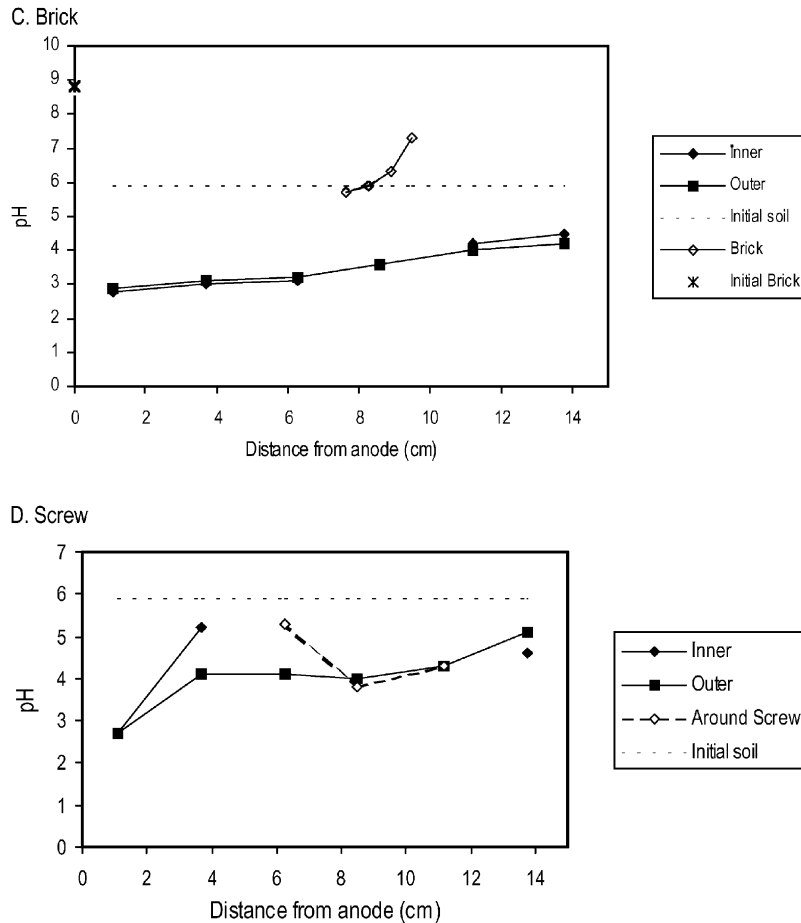 C. Brick
10
9
8
7
6
5
4
3
2
1
0
pH
0 2 4 6 8 10 12 14
Distance from anode (cm)
Inner
Outer
Initial soil
Brick
Initial Brick
D. Screw
7
6
5
4
3
2
1
0
pH
0 2 4 6 8 10 12 14
Distance from anode (cm)
Inner
Outer
Around Screw
Initial soil